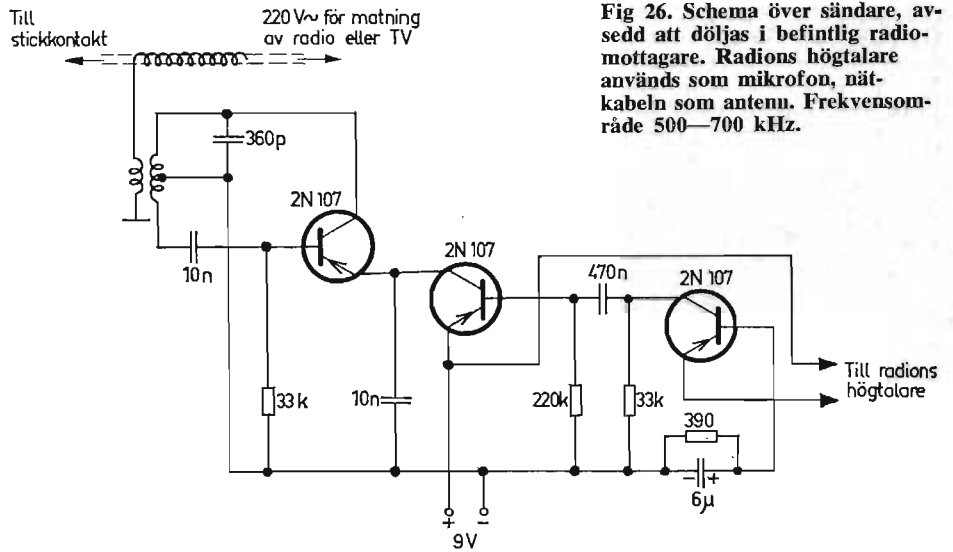 Till
stickkontakt
220 V~ för matning
av radio eller TV
Fig 26. Schema över sändare, av-
sedd att döljas i befintlig radio-
mottagare. Radions högtalare
används som mikrofon, nät-
kabeln som antenn. Frekvensom-
råde 500—700 kHz.
360p
2N 107
10n
2N 107
470n
2N 107
Till radions
högtalare
33k
10n
220k
33k
390
- +
6µ
+ -
9V